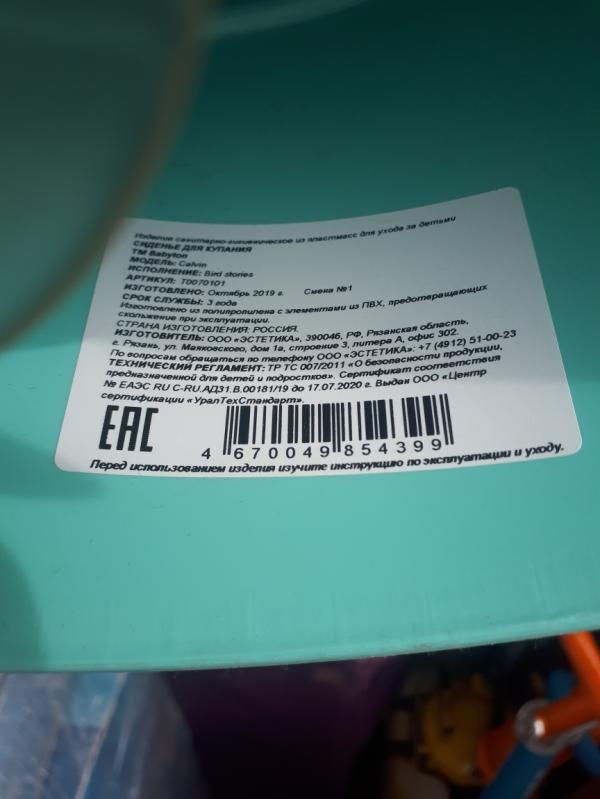 Изделие санитарно-гигиеническое из пластмасс для ухода за детьми
СИДЕНЬЕ ДЛЯ КУПАНИЯ
ТМ Babyton
МОДЕЛЬ: Calvin
ИСПОЛНЕНИЕ: Bird stories
АРТИКУЛ: T0070101
ИЗГОТОВЛЕНО: Октябрь 2019 г. Смена №1
СРОК СЛУЖБЫ: 3 года
Изготовлено из полипропилена с элементами из ПВХ, предотвращающих
скольжение при эксплуатации.
СТРАНА ИЗГОТОВЛЕНИЯ: РОССИЯ.
ИЗГОТОВИТЕЛЬ: ООО «ЭСТЕТИКА», 390046, РФ, Рязанская область,
г. Рязань, ул. Маяковского, дом 1а, строение 3, литера А, офис 302.
По вопросам обращаться по телефону ООО «ЭСТЕТИКА»: +7 (4912) 51-00-23
ТЕХНИЧЕСКИЙ РЕГЛАМЕНТ: ТР ТС 007/2011 «О безопасности продукции,
предназначенной для детей и подростков». Сертификат соответствия
№ ЕАЭС RU C-RU.АД31.В.00181/19 до 17.07.2020 г. Выдан ООО «Центр
сертификации «УралТехСтандарт».
EAC
4 670049 854399
Перед использованием изделия изучите инструкцию по эксплуатации и уходу.